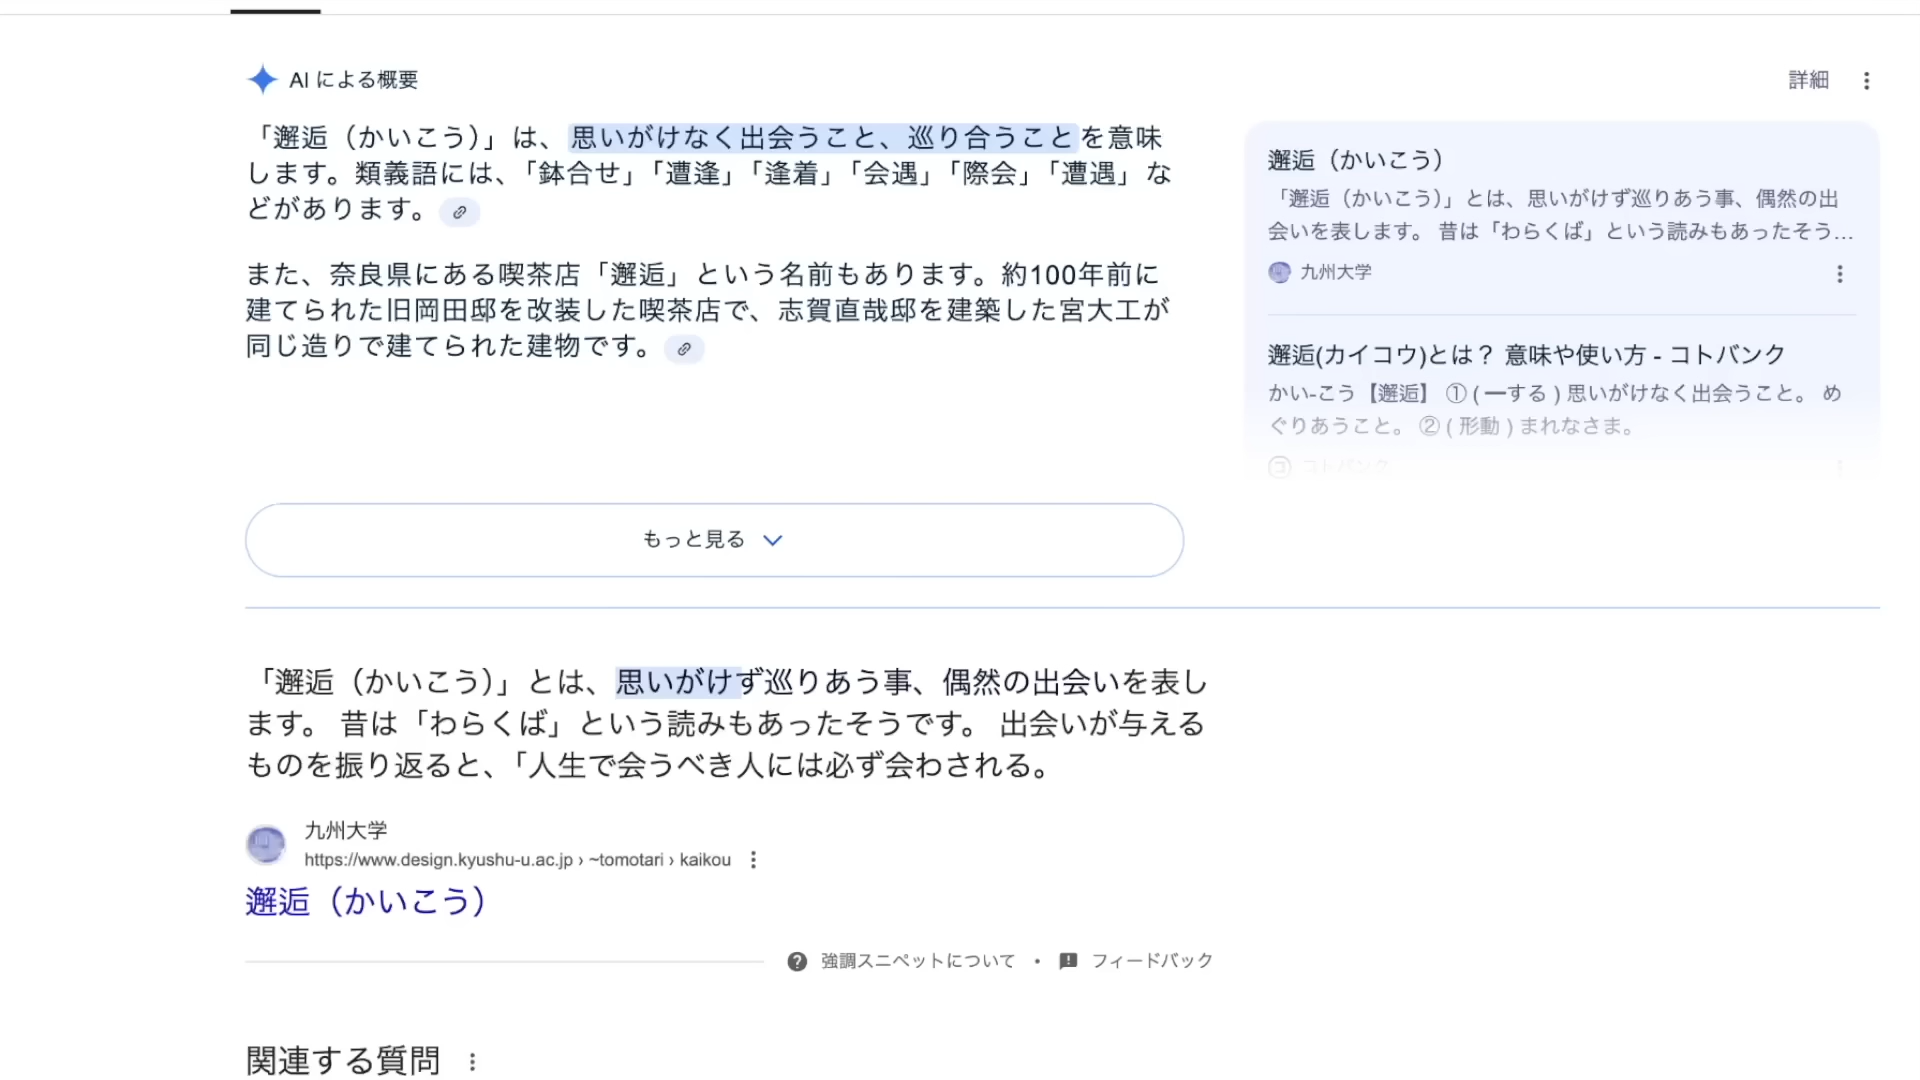 AI による概要
詳細
「邂逅（かいこう）」は、思いがけなく出会うこと、巡り合うことを意味
します。類義語には、「鉢合せ」「遭逢」「逢着」「会遇」「際会」「遭遇」な
どがあります。
また、奈良県にある喫茶店「邂逅」という名前もあります。約100年前に
建てられた旧岡田邸を改装した喫茶店で、志賀直哉邸を建築した宮大工が
同じ造りで建てられた建物です。
邂逅（かいこう）
「邂逅（かいこう）」とは、思いがけず巡りあう事、偶然の出
会いを表します。 昔は「わらくば」という読みもあったそう...
九州大学
邂逅(カイコウ)とは？ 意味や使い方 - コトバンク
かい‐こう【邂逅】 ① ( ━する ) 思いがけなく出会うこと。 め
ぐりあうこと。 ② ( 形動 ) まれなさま。
コトバンク
もっと見る
「邂逅（かいこう）」とは、思いがけず巡りあう事、偶然の出会いを表し
ます。 昔は「わらくば」という読みもあったそうです。 出会いが与える
ものを振り返ると、「人生で会うべき人には必ず会わされる。
九州大学
https://www.design.kyushu-u.ac.jp › ~tomotari › kaikou
邂逅（かいこう）
強調スニペットについて • フィードバック
関連する質問